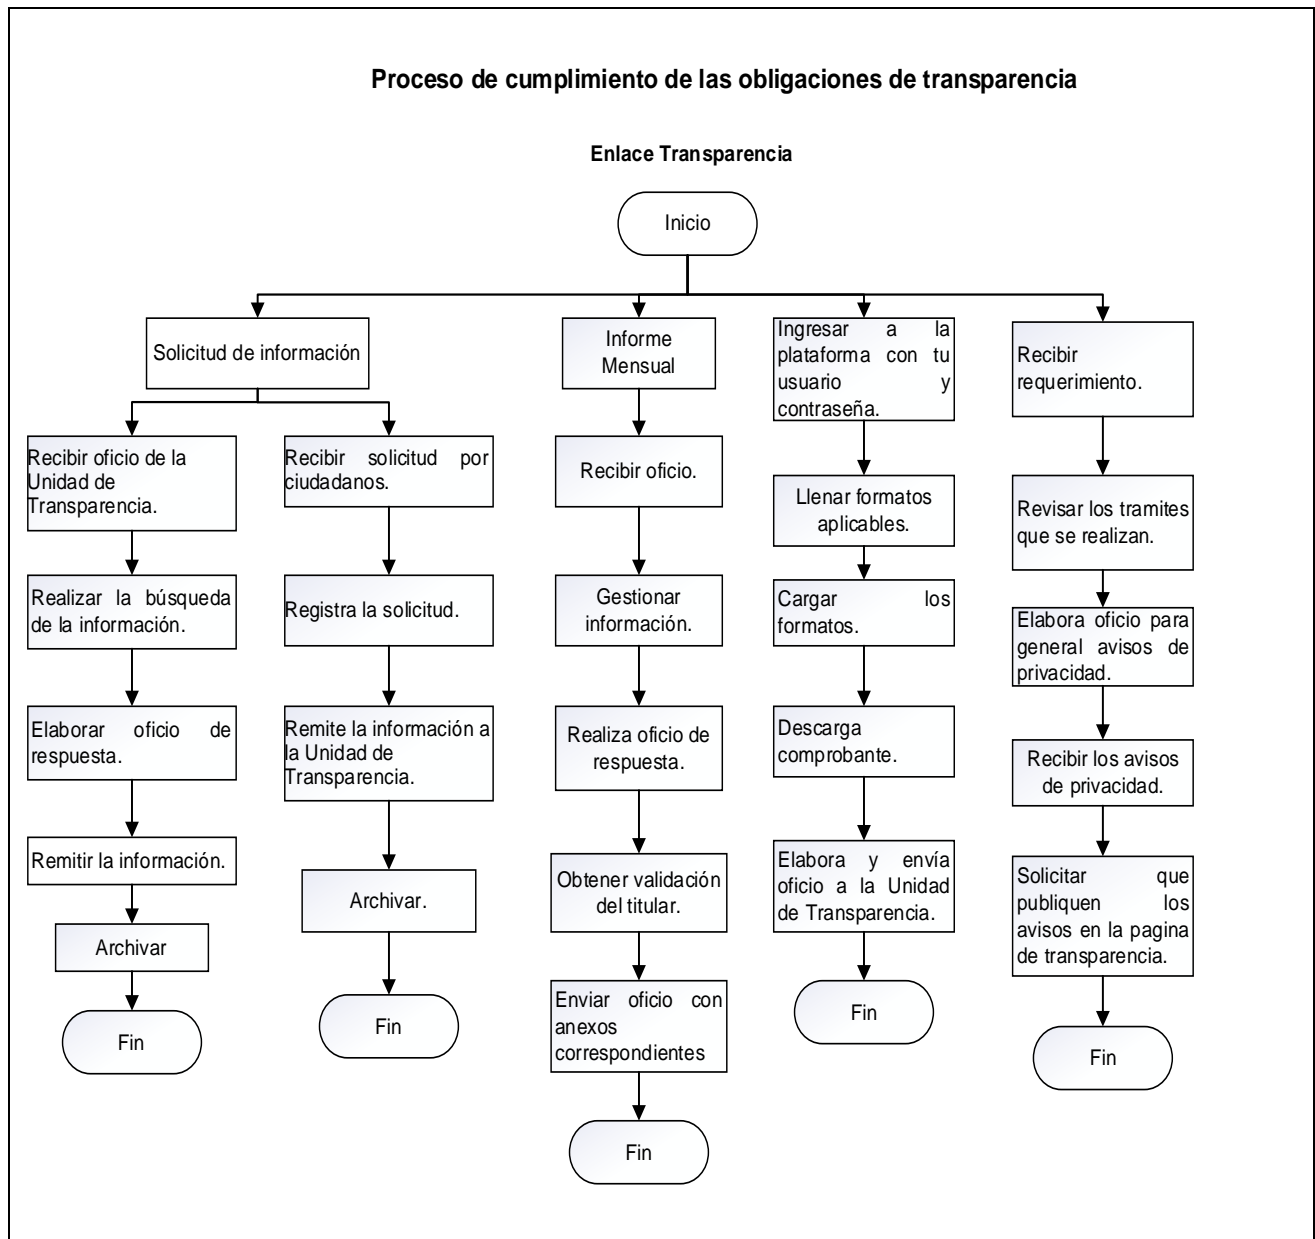 Proceso de cumplimiento de las obligaciones de transparencia
Enlace Transparencia
Inicio
Solicitud de información
Recibir oficio de la
Unidad de
Transparencia.
Realizar la búsqueda
de la información.
Elaborar oficio de
respuesta.
Remitir la información.
Archivar
Fin
Recibir solicitud por
ciudadanos.
Registra la solicitud.
Remite la información a
la Unidad de
Transparencia.
Archivar.
Fin
Informe
Mensual
Recibir oficio.
Gestionar
información.
Realiza oficio de
respuesta.
Obtener validación
del titular.
Enviar oficio con
anexos
correspondientes
Fin
Ingresar a la
plataforma con tu
usuario y
contraseña.
Llenar formatos
aplicables.
Cargar los
formatos.
Descarga
comprobante.
Elabora y envía
oficio a la Unidad
de Transparencia.
Fin
Recibir
requerimiento.
Revisar los tramites
que se realizan.
Elabora oficio para
general avisos de
privacidad.
Recibir los avisos
de privacidad.
Solicitar que
publiquen los
avisos en la pagina
de transparencia.
Fin